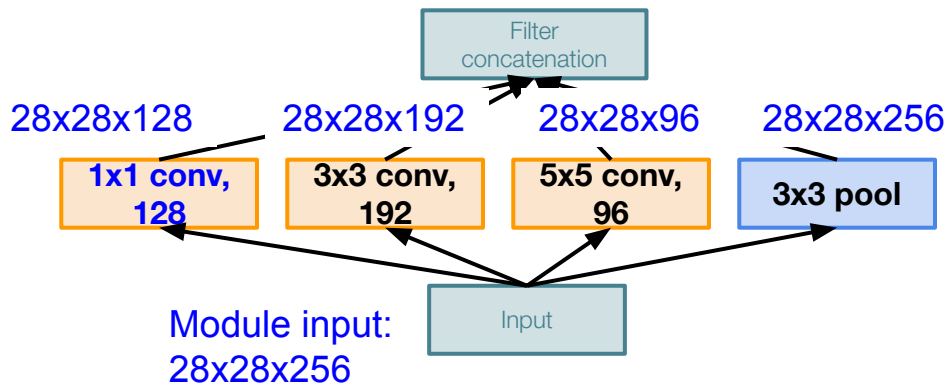 Filter
concatenation
28x28x128
28x28x192
28x28x96
28x28x256
1x1 conv,
128
3x3 conv,
192
5x5 conv,
96
3x3 pool
Input
Module input:
28x28x256